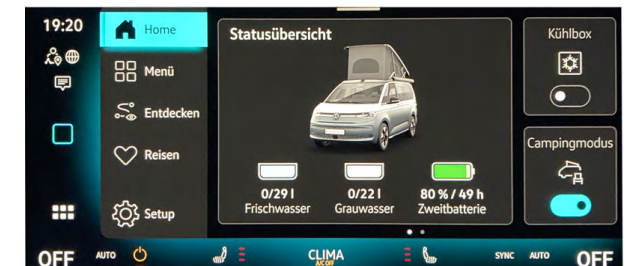 19:20
Home
Menü
Entdecken
Reisen
Setup
Statusübersicht
0/29 l
Frischwasser
0/22 l
Grauwasser
80 % / 49 h
Zweitbatterie
Kühlbox
Campingmodus
OFF
AUTO
CLIMA
A/C OFF
SYNC
AUTO
OFF